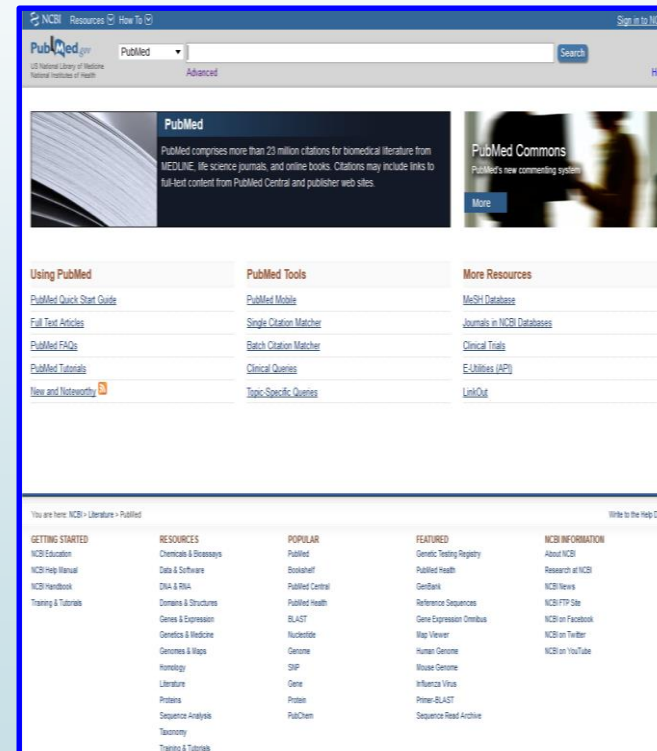 NCBI Resources How To Sign in to NC
PubMed.gov
US National Library of Medicine
National Institutes of Health
PubMed
Search
Advanced
H
PubMed
PubMed comprises more than 23 million citations for biomedical literature from
MEDLINE, life science journals, and online books. Citations may include links to
full-text content from PubMed Central and publisher web sites.
PubMed Commons
PubMed's new commenting system
More
Using PubMed
PubMed Quick Start Guide
Full Text Articles
PubMed FAQs
PubMed Tutorials
New and Noteworthy
PubMed Tools
PubMed Mobile
Single Citation Matcher
Batch Citation Matcher
Clinical Queries
Topic-Specific Queries
More Resources
MeSH Database
Journals in NCBI Databases
Clinical Trials
E-Utilities (API)
LinkOut
You are here: NCBI > Literature > PubMed
Write to the Help D
GETTING STARTED
NCBI Education
NCBI Help Manual
NCBI Handbook
Training & Tutorials
RESOURCES
Chemicals & Bioassays
Data & Software
DNA & RNA
Domains & Structures
Genes & Expression
Genetics & Medicine
Genomes & Maps
Homology
Literature
Proteins
Sequence Analysis
Taxonomy
Training & Tutorials
POPULAR
PubMed
Bookshelf
PubMed Central
PubMed Health
BLAST
Nucleotide
Genome
SNP
Gene
Protein
PubChem
FEATURED
Genetic Testing Registry
PubMed Health
GenBank
Reference Sequences
Gene Expression Omnibus
Map Viewer
Human Genome
Mouse Genome
Influenza Virus
Primer-BLAST
Sequence Read Archive
NCBI INFORMATION
About NCBI
Research at NCBI
NCBI News
NCBI FTP Site
NCBI on Facebook
NCBI on Twitter
NCBI on YouTube